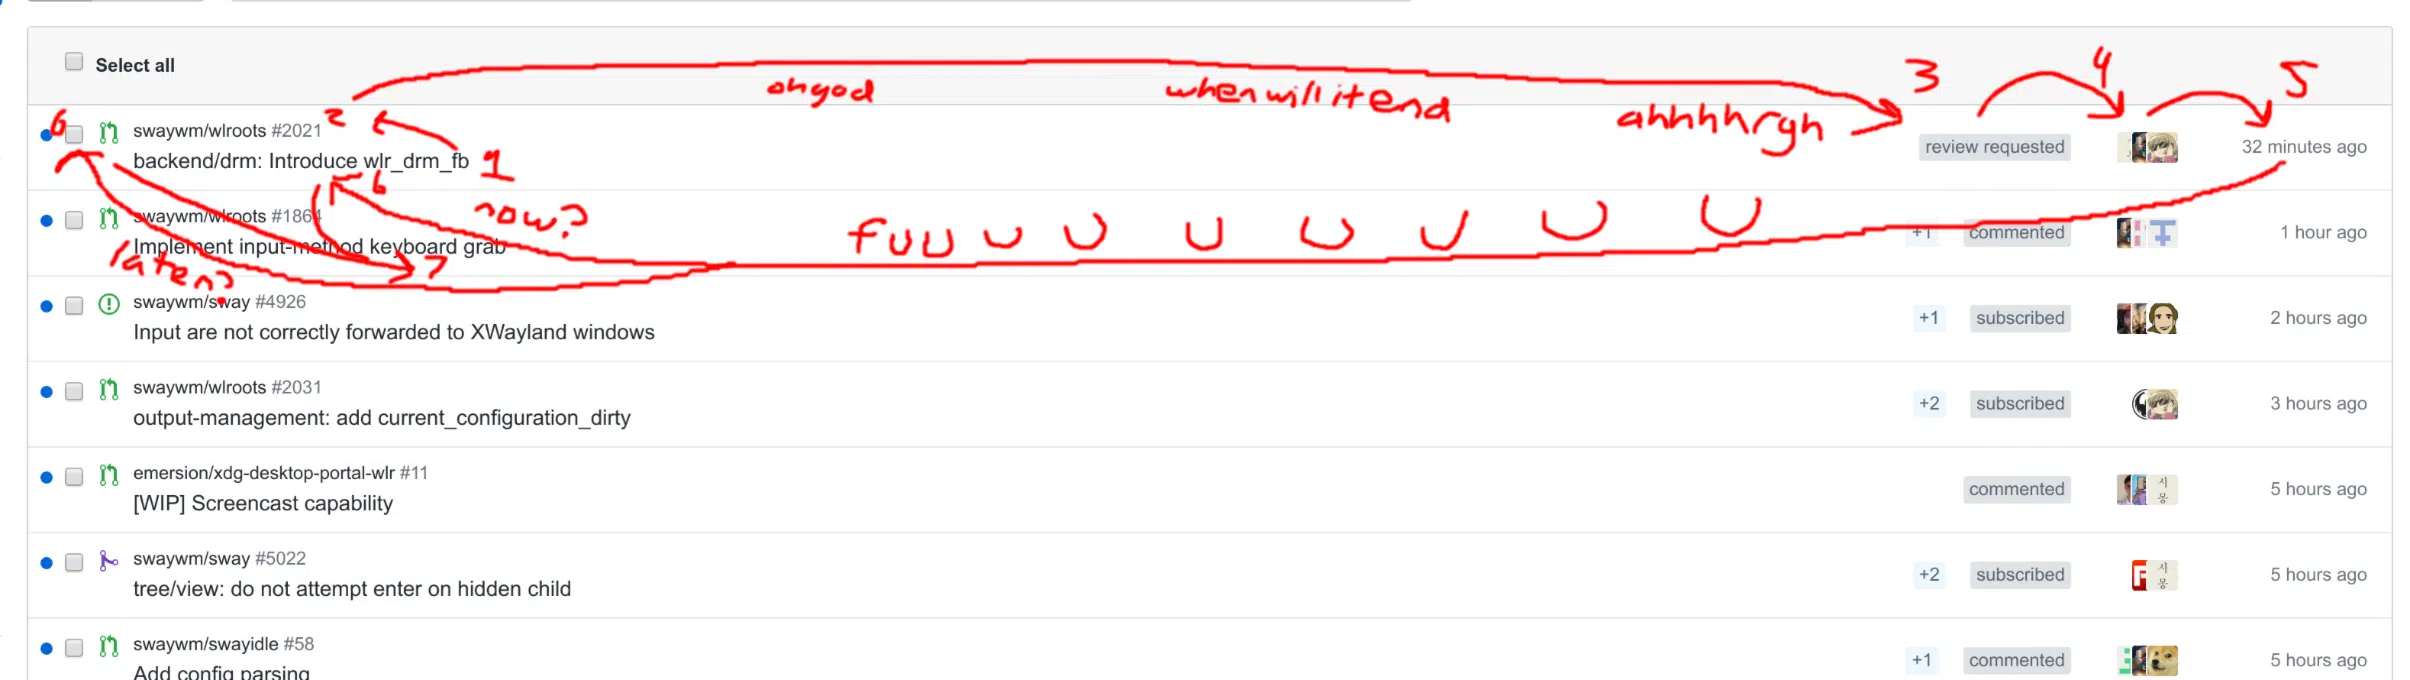 Select all
3
4
5
ohgod
whenwillitend
ahhhhrgh
6
swaywm/wlroots #2021
2
backend/drm: Introduce wlr_drm_fb
1
review requested
32 minutes ago
6
now?
swaywm/wlroots #1864
Implement input-method keyboard grab
fUU U U U U U U U
+1
commented
1 hour ago
later?
7
swaywm/sway #4926
Input are not correctly forwarded to XWayland windows
+1
subscribed
2 hours ago
swaywm/wlroots #2031
output-management: add current_configuration_dirty
+2
subscribed
3 hours ago
emersion/xdg-desktop-portal-wlr #11
[WIP] Screencast capability
commented
시
몽
5 hours ago
swaywm/sway #5022
tree/view: do not attempt enter on hidden child
+2
subscribed
시
몽
5 hours ago
swaywm/swayidle #58
Add config parsing
+1
commented
5 hours ago